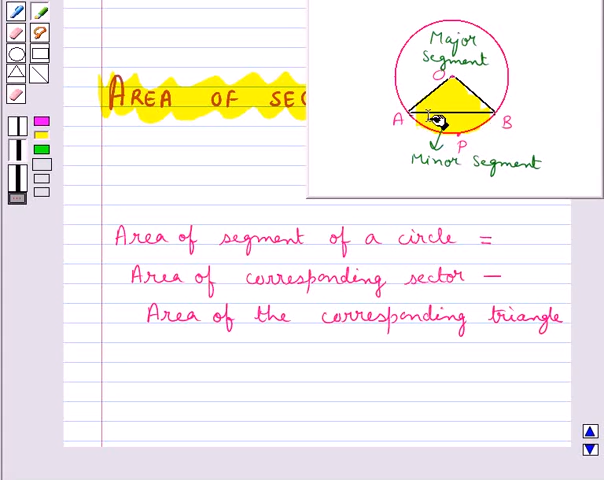 Major
Segment
O
A
B
P
Minor Segment
AREA OF SEC
Area of segment of a circle =
Area of corresponding sector -
Area of the corresponding triangle